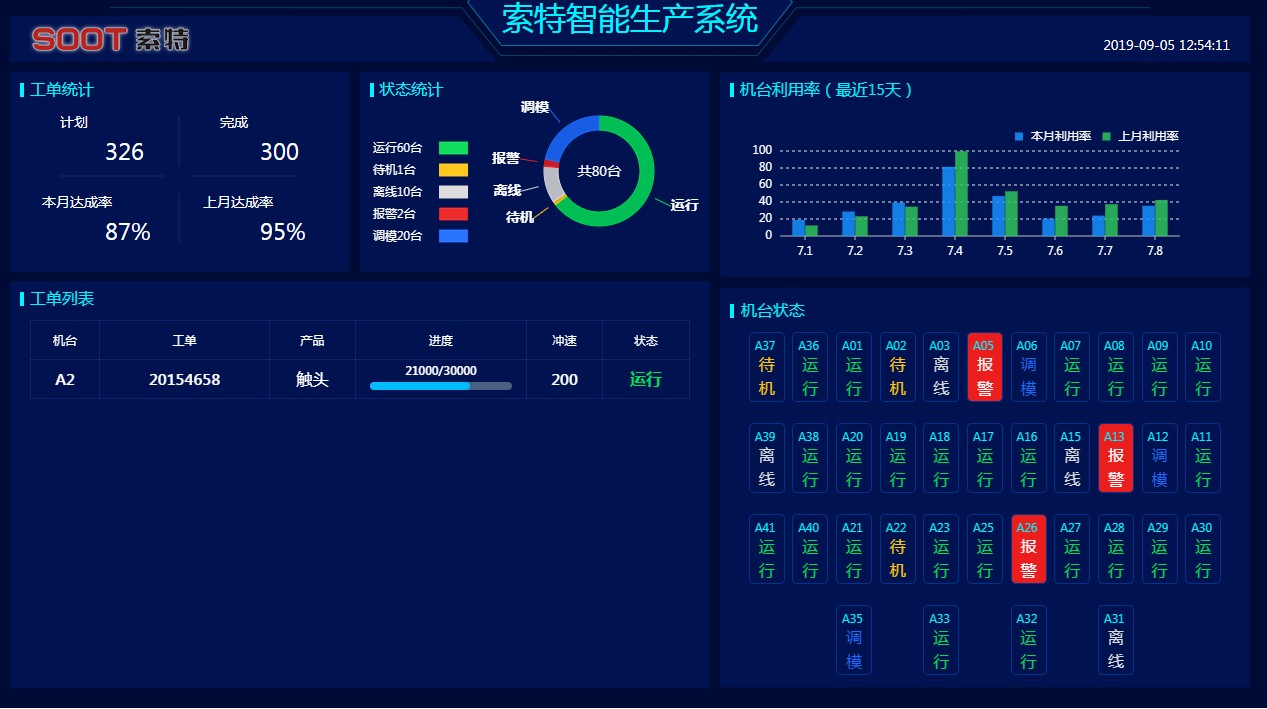 索特智能生产系统
SOOT 索特
2019-09-05 12:54:11
工单统计
计划
326
完成
300
本月达成率
87%
上月达成率
95%
状态统计
运行60台
待机1台
离线10台
报警2台
调模20台
调模
报警
离线
待机
运行
共80台
机台利用率（最近15天）
本月利用率 上月利用率
100
80
60
40
20
0
7.1 7.2 7.3 7.4 7.5 7.6 7.7 7.8
工单列表
机台 工单 产品 进度 冲速 状态
A2 20154658 触头 21000/30000 200 运行
机台状态
A37 A36 A01 A02 A03 A05 A06 A07 A08 A09 A10
待 运 运 待 离 报 调 运 运 运 运
机 行 行 机 线 警 模 行 行 行 行
A39 A38 A20 A19 A18 A17 A16 A15 A13 A12 A11
离 运 运 运 运 运 运 离 报 调 运
线 行 行 行 行 行 行 线 警 模 行
A41 A40 A21 A22 A23 A25 A26 A27 A28 A29 A30
运 运 运 待 运 运 报 运 运 运 运
行 行 行 机 行 行 警 行 行 行 行
A35 A33 A32 A31
调 运 运 离
模 行 行 线